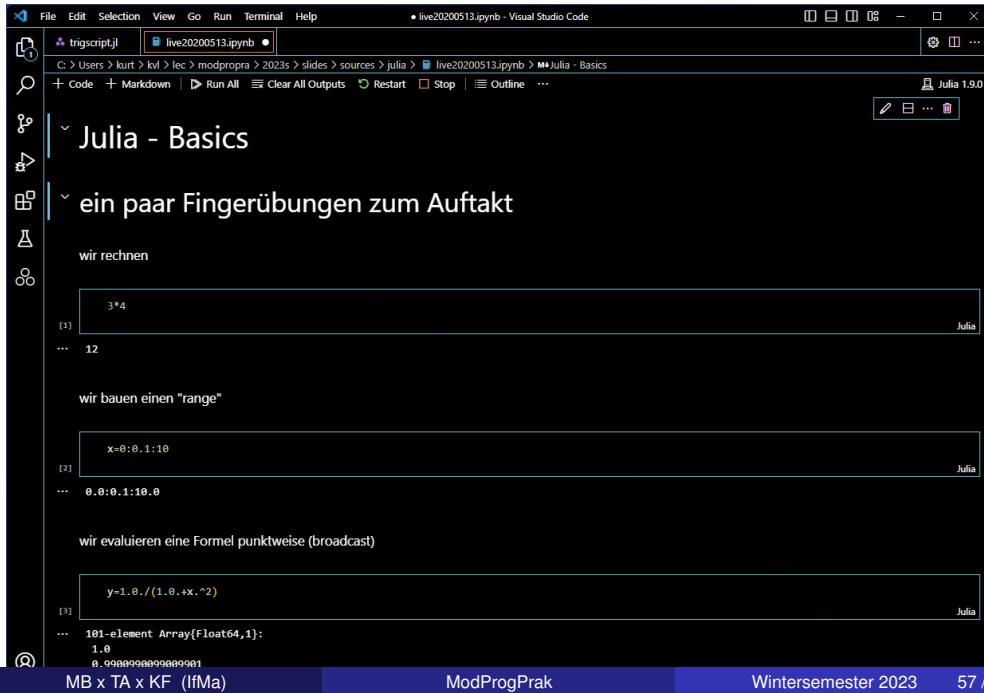 File Edit Selection View Go Run Terminal Help
● live20200513.ipynb - Visual Studio Code
trigscript.jl
live20200513.ipynb ●
C: > Users > kurt > kvl > lec > modpropra > 2023s > slides > sources > julia > live20200513.ipynb > M↓Julia - Basics
+ Code + Markdown | Run All Clear All Outputs Restart Stop | Outline ...
Julia 1.9.0
1
Julia - Basics
ein paar Fingerübungen zum Auftakt
wir rechnen
3*4
[1]
Julia
... 12
wir bauen einen "range"
x=0:0.1:10
[2]
Julia
... 0.0:0.1:10.0
wir evaluieren eine Formel punktweise (broadcast)
y=1.0./(1.0.+x.^2)
[3]
Julia
... 101-element Array{Float64,1}:
1.0
0.9900990099009901
MB x TA x KF (IfMa)
ModProgPrak
Wintersemester 2023
57 /